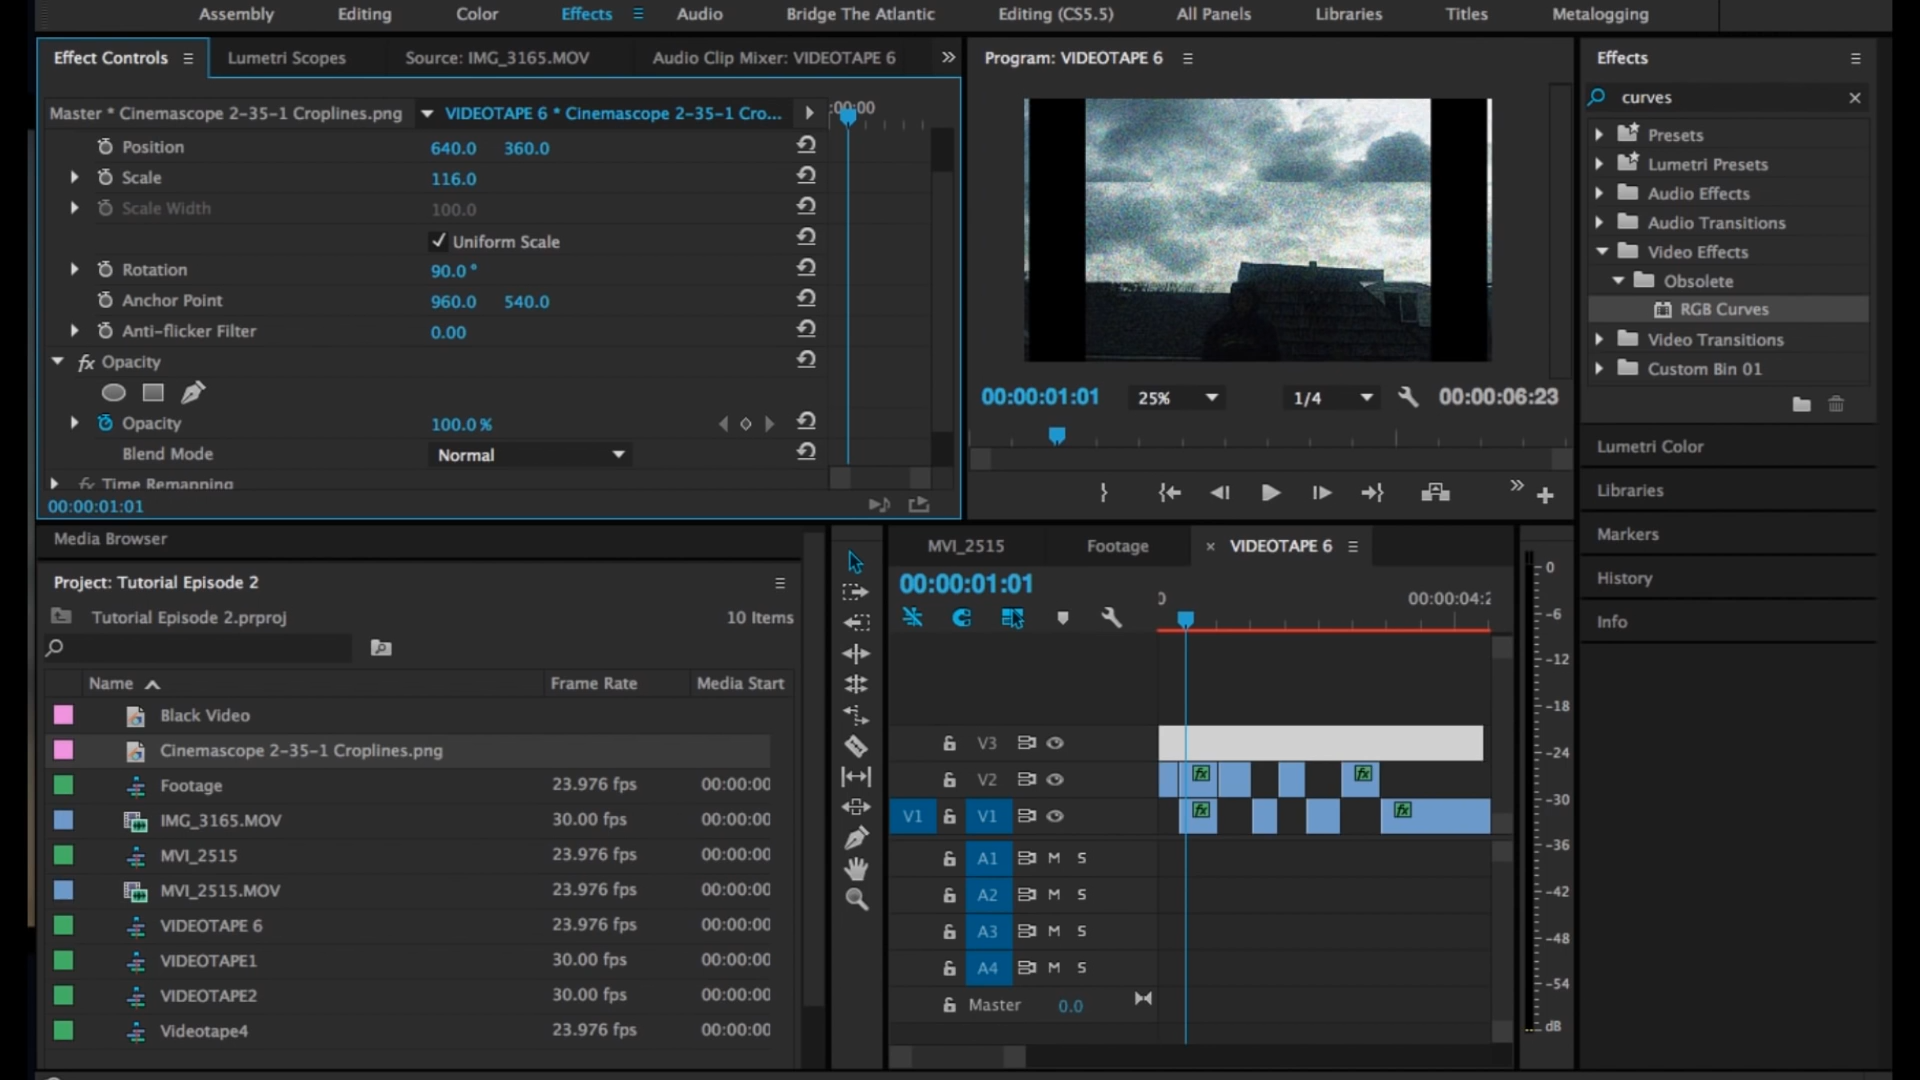 Assembly Editing Color Effects Audio Bridge The Atlantic Editing (CS5.5) All Panels Libraries Titles Metalogging
Effect Controls Lumetri Scopes Source: IMG_3165.MOV Audio Clip Mixer: VIDEOTAPE 6
Master * Cinemascope 2-35-1 Croplines.png VIDEOTAPE 6 * Cinemascope 2-35-1 Cro... :00:00
Position 640.0 360.0
Scale 116.0
Scale Width 100.0
Uniform Scale
Rotation 90.0 °
Anchor Point 960.0 540.0
Anti-flicker Filter 0.00
fx Opacity
Opacity 100.0 %
Blend Mode Normal
fx Time Remapping
00:00:01:01
Program: VIDEOTAPE 6
00:00:01:01 25% 1/4 00:00:06:23
Effects
curves
Presets
Lumetri Presets
Audio Effects
Audio Transitions
Video Effects
Obsolete
RGB Curves
Video Transitions
Custom Bin 01
Lumetri Color
Libraries
Markers
History
Info
Media Browser
Project: Tutorial Episode 2
Tutorial Episode 2.prproj 10 Items
Name Frame Rate Media Start
Black Video
Cinemascope 2-35-1 Croplines.png
Footage 23.976 fps 00:00:00
IMG_3165.MOV 30.00 fps 00:00:00
MVI_2515 23.976 fps 00:00:00
MVI_2515.MOV 23.976 fps 00:00:00
VIDEOTAPE 6 23.976 fps 00:00:00
VIDEOTAPE1 30.00 fps 00:00:00
VIDEOTAPE2 30.00 fps 00:00:00
Videotape4 23.976 fps 00:00:00
MVI_2515 Footage × VIDEOTAPE 6
00:00:01:01
0 00:00:04:2
V3
V2 fx fx
V1 V1 fx fx
A1 M S
A2 M S
A3 M S
A4 M S
Master 0.0
0
-6
-12
-18
-24
-30
-36
-42
-48
-54
dB